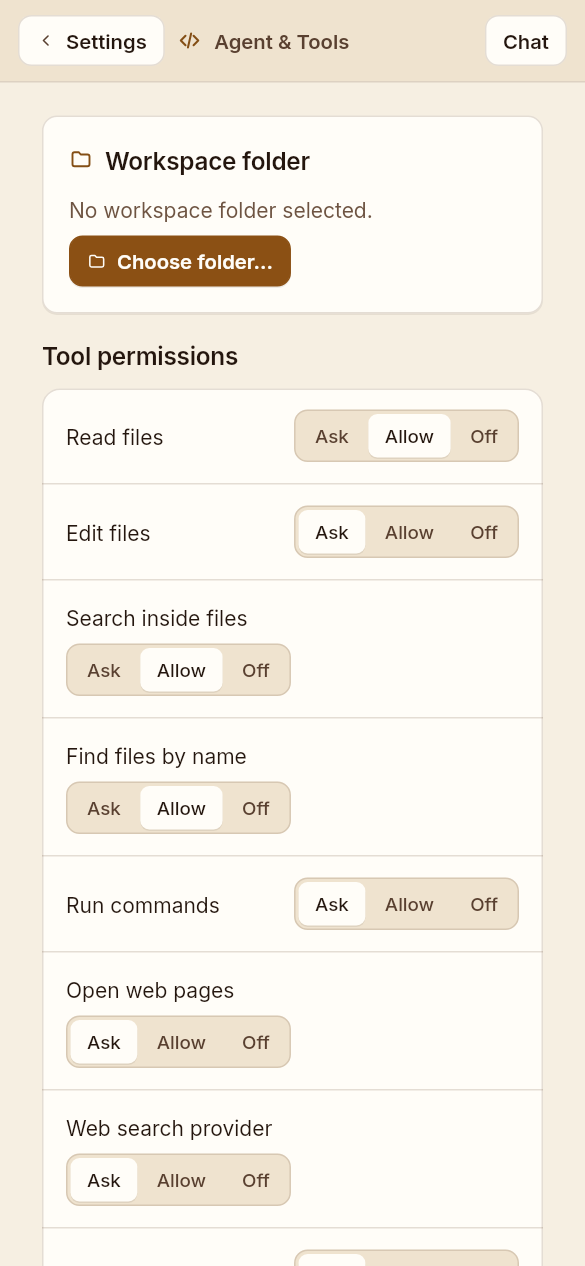 Settings
Agent & Tools
Chat
Workspace folder
No workspace folder selected.
Choose folder...
Tool permissions
Read files
Ask Allow Off
Edit files
Ask Allow Off
Search inside files
Ask Allow Off
Find files by name
Ask Allow Off
Run commands
Ask Allow Off
Open web pages
Ask Allow Off
Web search provider
Ask Allow Off